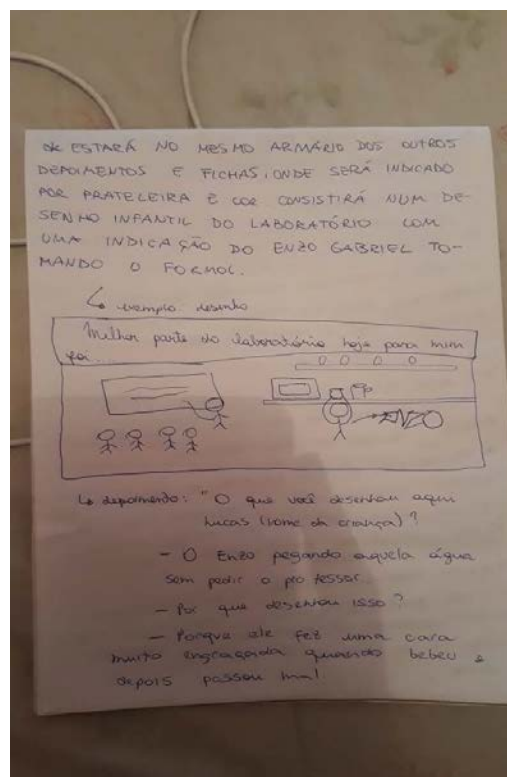 ESTARÁ NO MESMO ARMÁRIO DOS OUTROS
DEPOIMENTOS E FICHAS, ONDE SERÁ INDICADO
POR PRATELEIRA E COR CONSISTIRÁ NUM DE-
SENHO INFANTIL DO LABORATÓRIO COM
UMA INDICAÇÃO DO ENZO GABRIEL TO-
MANDO O FORMOL.
↳ exemplo desenho
Melhor parte do laboratório hoje para mim
foi...
ENZO
↳ depoimento: "O que você desenhou aqui
Lucas (nome da criança)?
- O Enzo pegando aquela água
sem pedir o professor
- Por que desenhou isso?
- Porque ele fez uma cara
muito engraçada quando bebeu e
depois passou mal.